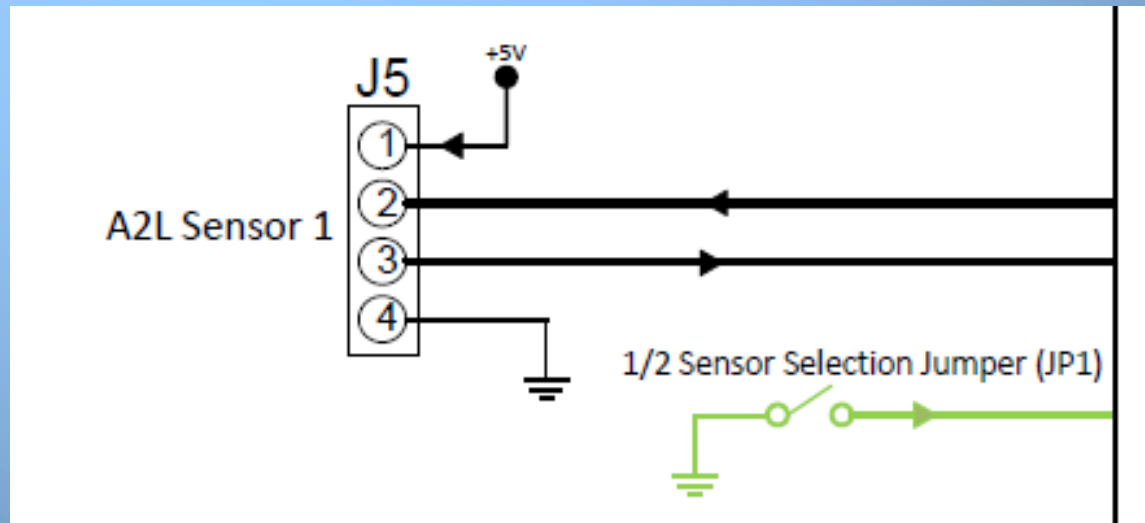 +5V
J5
1
2
A2L Sensor 1
3
4
1/2 Sensor Selection Jumper (JP1)